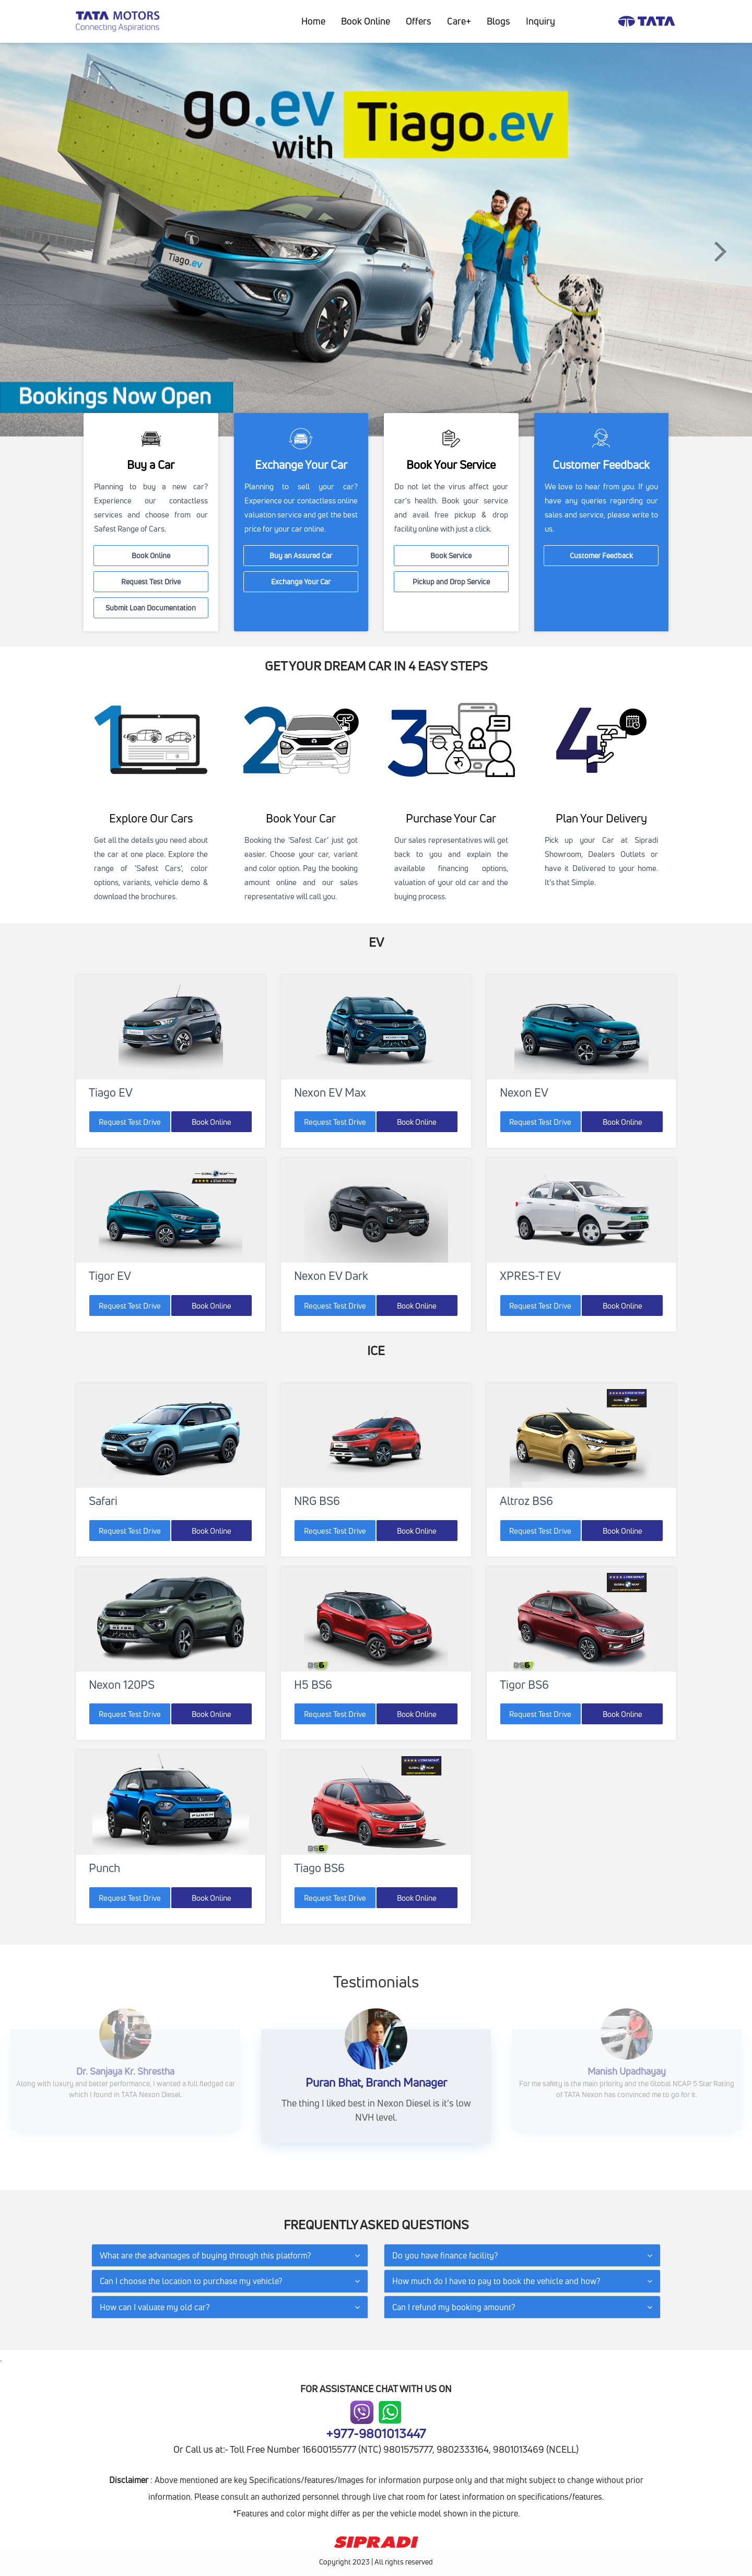 TATA MOTORS
Connecting Aspirations
Home Book Online Offers Care+ Blogs Inquiry
TATA
go.ev
with Tiago.ev
Tiago.ev
Bookings Now Open
Buy a Car
Planning to buy a new car?
Experience our contactless
services and choose from our
Safest Range of Cars.
Book Online
Request Test Drive
Submit Loan Documentation
Exchange Your Car
Planning to sell your car?
Experience our contactless online
valuation service and get the best
price for your car online.
Buy an Assured Car
Exchange Your Car
Book Your Service
Do not let the virus affect your
car's health. Book your service
and avail free pickup & drop
facility online with just a click.
Book Service
Pickup and Drop Service
Customer Feedback
We love to hear from you. If you
have any queries regarding our
sales and service, please write to
us.
Customer Feedback
GET YOUR DREAM CAR IN 4 EASY STEPS
1
2
3
4
Explore Our Cars
Get all the details you need about
the car at one place. Explore the
range of 'Safest Cars', color
options, variants, vehicle demo &
download the brochures.
Book Your Car
Booking the 'Safest Car' just got
easier. Choose your car, variant
and color option. Pay the booking
amount online and our sales
representative will call you.
Purchase Your Car
Our sales representatives will get
back to you and explain the
available financing options,
valuation of your old car and the
buying process.
Plan Your Delivery
Pick up your Car at Sipradi
Showroom, Dealers Outlets or
have it Delivered to your home.
It's that Simple.
EV
Tiago EV
Request Test Drive Book Online
Nexon EV Max
Request Test Drive Book Online
Nexon EV
Request Test Drive Book Online
GLOBAL NCAP
4 STAR RATING
Tigor EV
Request Test Drive Book Online
Nexon EV Dark
Request Test Drive Book Online
XPRES-T EV
Request Test Drive Book Online
ICE
Safari
Request Test Drive Book Online
NRG BS6
Request Test Drive Book Online
GLOBAL NCAP
Altroz BS6
Request Test Drive Book Online
NEXON
Nexon 120PS
Request Test Drive Book Online
BS6
H5 BS6
Request Test Drive Book Online
GLOBAL NCAP
BS6
Tigor BS6
Request Test Drive Book Online
PUNCH
Punch
Request Test Drive Book Online
GLOBAL NCAP
BS6
Tiago BS6
Request Test Drive Book Online
Testimonials
Dr. Sanjaya Kr. Shrestha
Along with luxury and better performance, I wanted a full fledged car
which I found in TATA Nexon Diesel.
Puran Bhat, Branch Manager
The thing I liked best in Nexon Diesel is it's low
NVH level.
Manish Upadhayay
For me safety is the main priority and the Global NCAP 5 Star Rating
of TATA Nexon has convinced me to go for it.
FREQUENTLY ASKED QUESTIONS
What are the advantages of buying through this platform?
Do you have finance facility?
Can I choose the location to purchase my vehicle?
How much do I have to pay to book the vehicle and how?
How can I valuate my old car?
Can I refund my booking amount?
FOR ASSISTANCE CHAT WITH US ON
+977-9801013447
Or Call us at:- Toll Free Number 16600155777 (NTC) 9801575777, 9802333164, 9801013469 (NCELL)
Disclaimer : Above mentioned are key Specifications/features/Images for information purpose only and that might subject to change without prior
information. Please consult an authorized personnel through live chat room for latest information on specifications/features.
*Features and color might differ as per the vehicle model shown in the picture.
SIPRADI
Copyright 2023 | All rights reserved